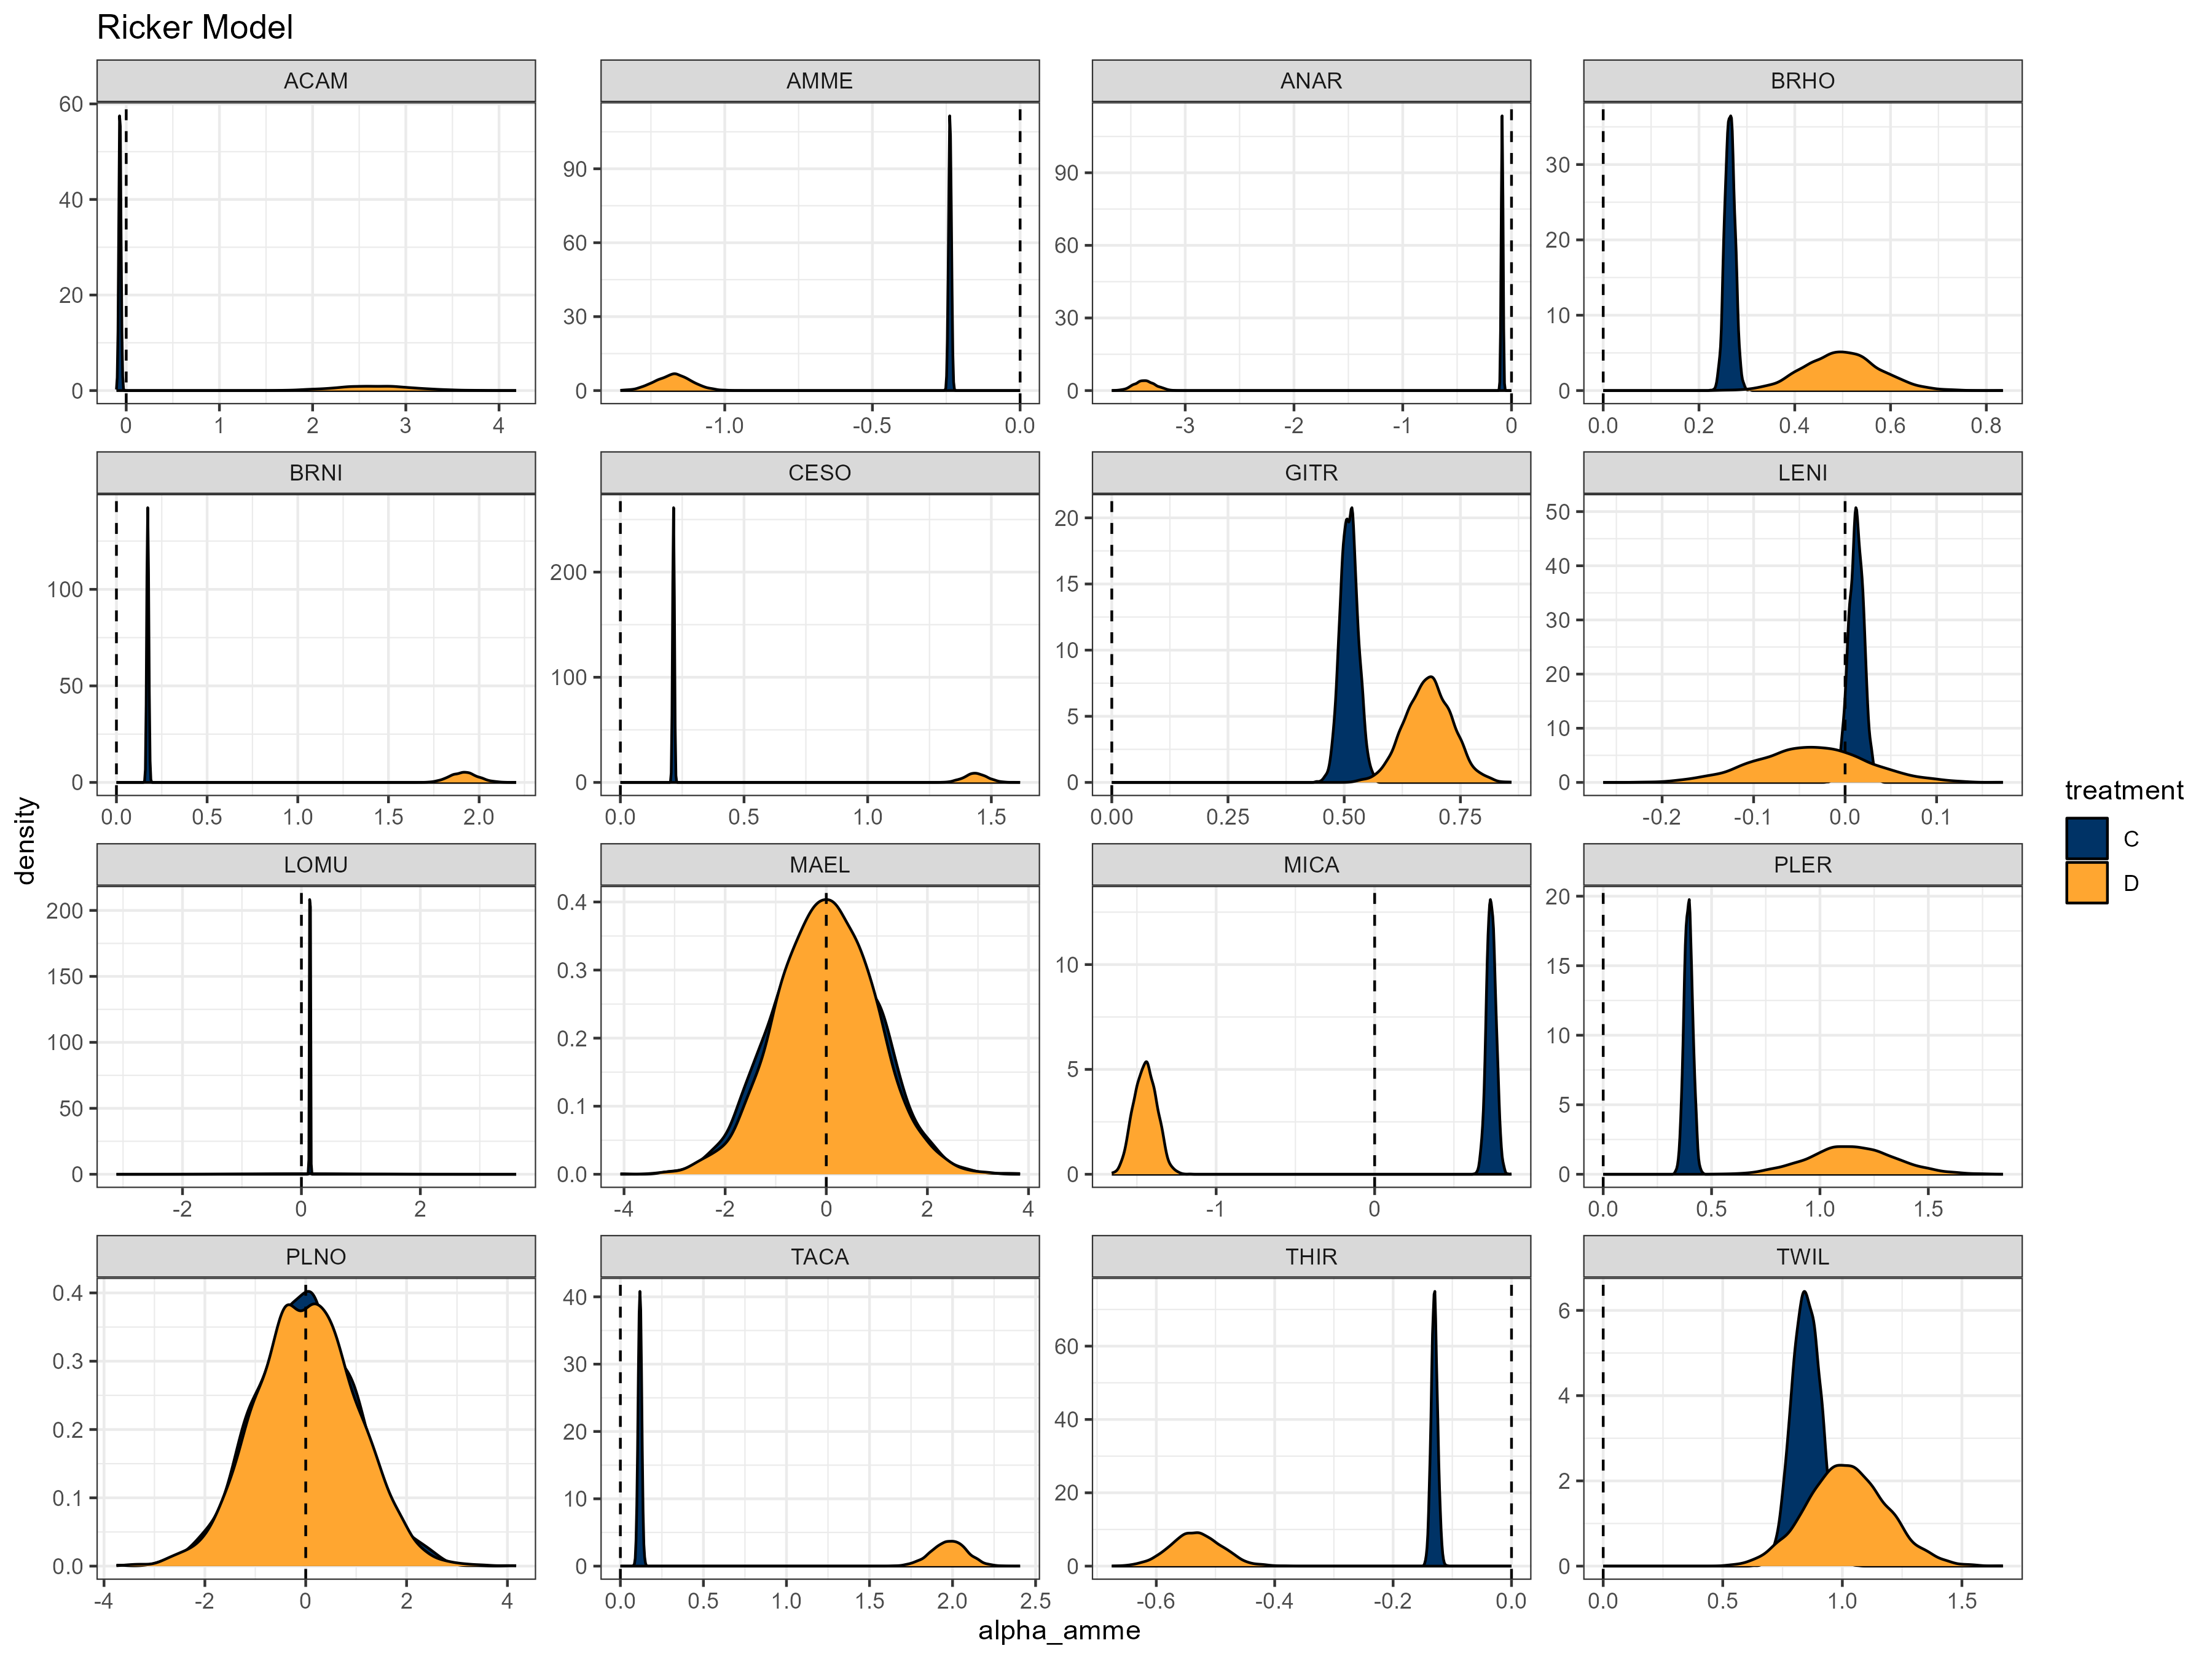 Ricker Model
ACAM AMME ANAR BRHO
60 40 20 0
90 60 30 0
90 60 30 0
30 20 10 0
0 1 2 3 4
-1.0 -0.5 0.0
-3 -2 -1 0
0.0 0.2 0.4 0.6 0.8
BRNI CESO GITR LENI
100 50 0
200 100 0
20 15 10 5 0
50 40 30 20 10 0
0.0 0.5 1.0 1.5 2.0
0.0 0.5 1.0 1.5
0.00 0.25 0.50 0.75
-0.2 -0.1 0.0 0.1
density
treatment
C
D
LOMU MAEL MICA PLER
200 150 100 50 0
0.4 0.3 0.2 0.1 0.0
10 5 0
20 15 10 5 0
-2 0 2
-4 -2 0 2 4
-1 0
0.0 0.5 1.0 1.5
PLNO TACA THIR TWIL
0.4 0.3 0.2 0.1 0.0
40 30 20 10 0
60 40 20 0
6 4 2 0
-4 -2 0 2 4
0.0 0.5 1.0 1.5 2.0 2.5
-0.6 -0.4 -0.2 0.0
0.0 0.5 1.0 1.5
alpha_amme